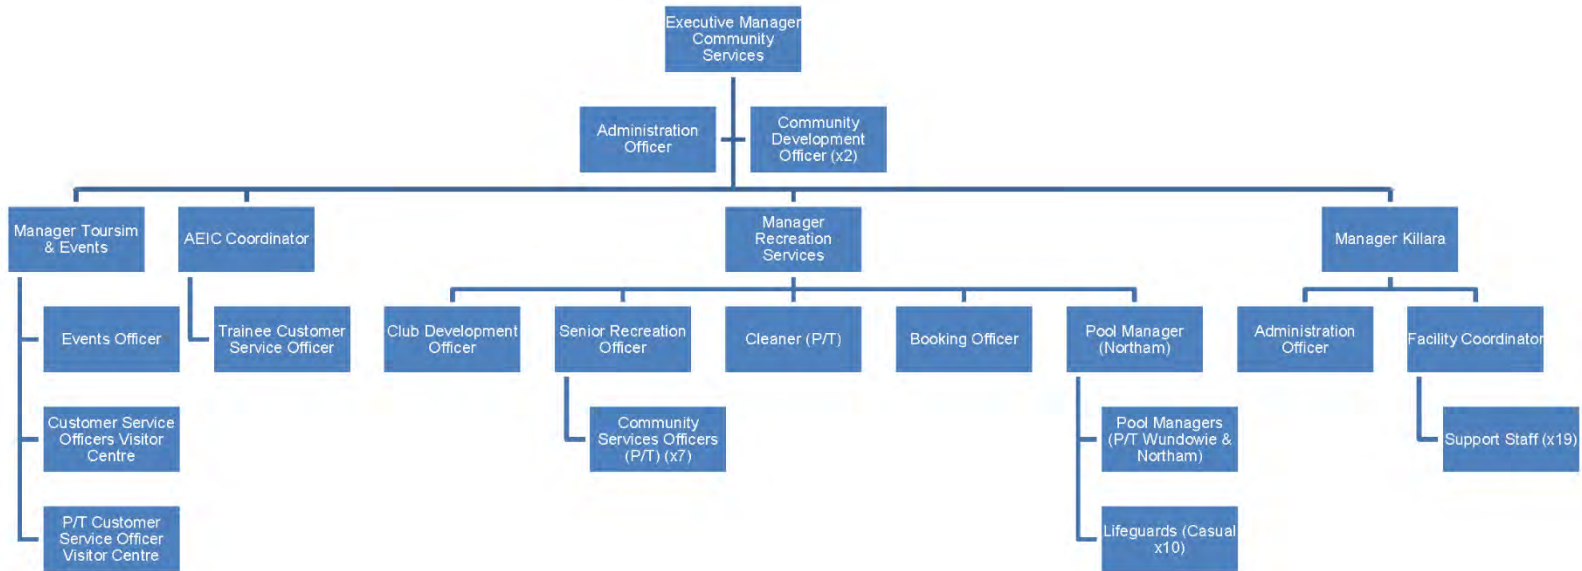 Executive Manager
Community
Services
Administration
Officer
Community
Development
Officer (x2)
Manager Toursim
& Events
AEIC Coordinator
Manager
Recreation
Services
Manager Killara
Events Officer
Trainee Customer
Service Officer
Club Development
Officer
Senior Recreation
Officer
Cleaner (P/T)
Booking Officer
Pool Manager
(Northam)
Administration
Officer
Facility Coordinator
Customer Service
Officers Visitor
Centre
Community
Services Officers
(P/T) (x7)
Pool Managers
(P/T Wundowie &
Northam)
Support Staff (x19)
P/T Customer
Service Officer
Visitor Centre
Lifeguards (Casual
x10)